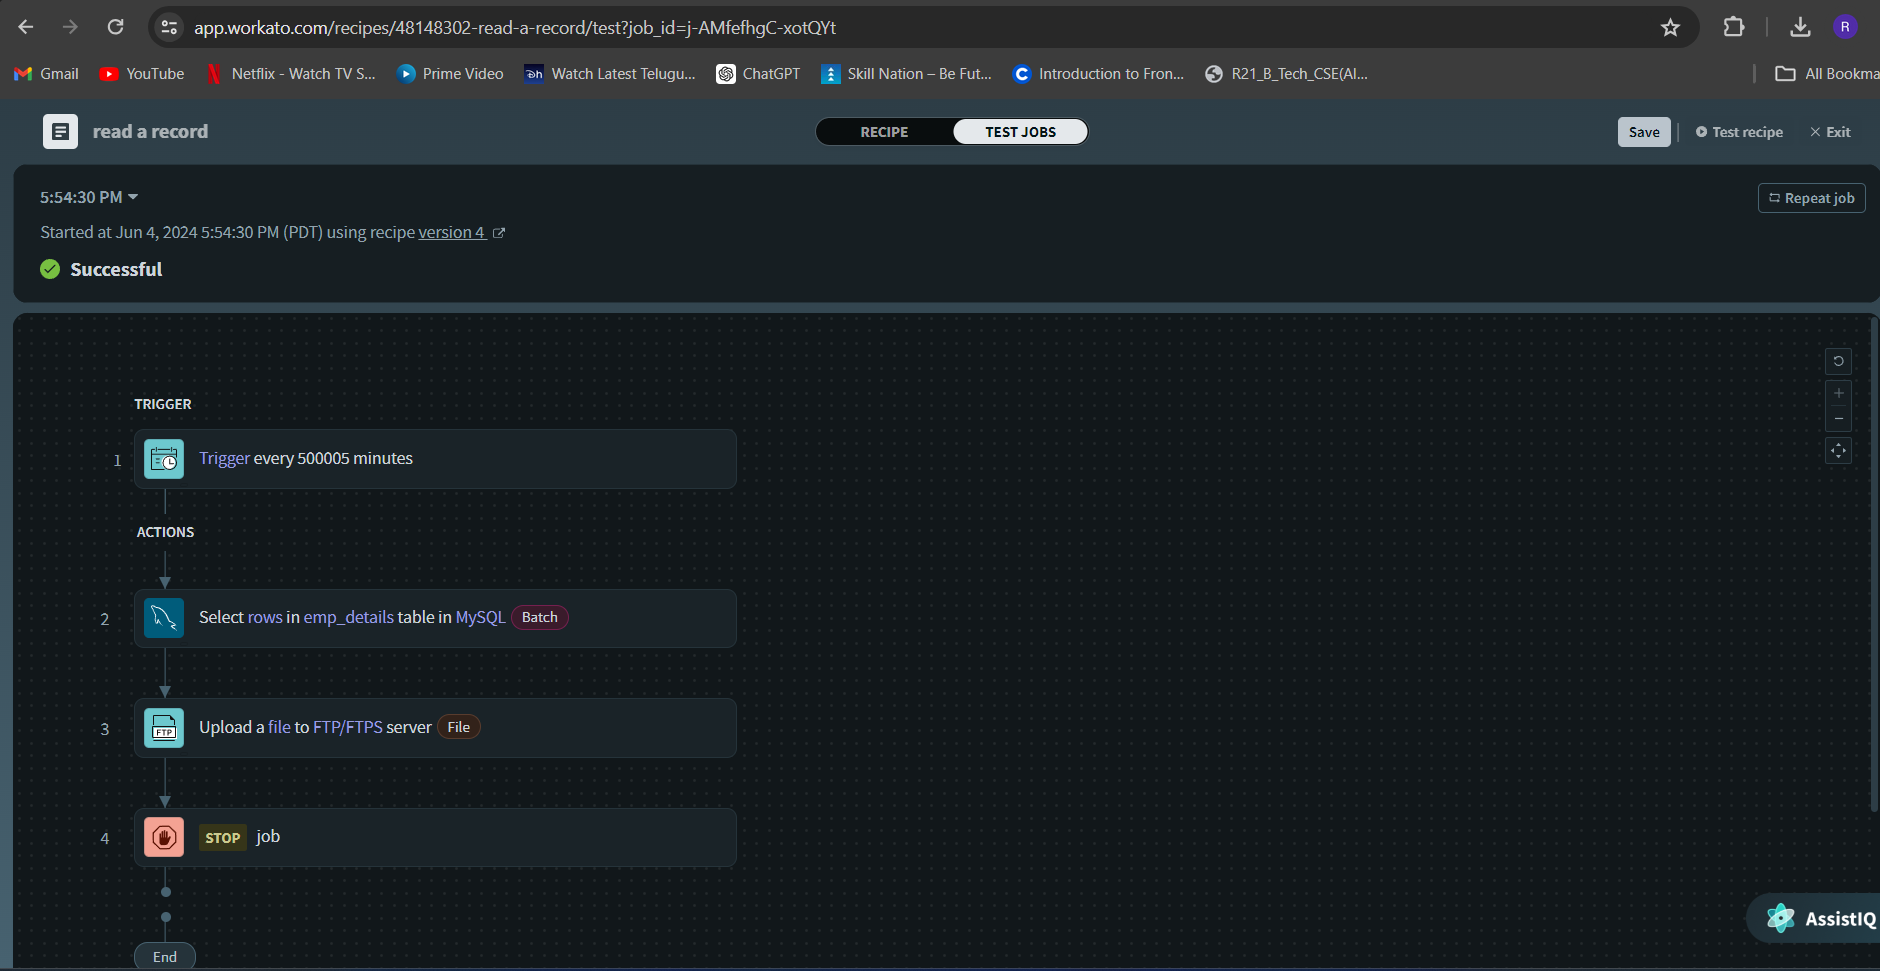 app.workato.com/recipes/48148302-read-a-record/test?job_id=j-AMfefhgC-xotQYt
R
Gmail YouTube Netflix - Watch TV S... Prime Video Watch Latest Telugu... ChatGPT Skill Nation – Be Fut... Introduction to Fron... R21_B_Tech_CSE(AI... All Bookma
read a record
RECIPE TEST JOBS
Save Test recipe Exit
5:54:30 PM
Repeat job
Started at Jun 4, 2024 5:54:30 PM (PDT) using recipe version 4
Successful
TRIGGER
1 Trigger every 500005 minutes
ACTIONS
2 Select rows in emp_details table in MySQL Batch
3 FTP Upload a file to FTP/FTPS server File
4 STOP job
AssistIQ
End